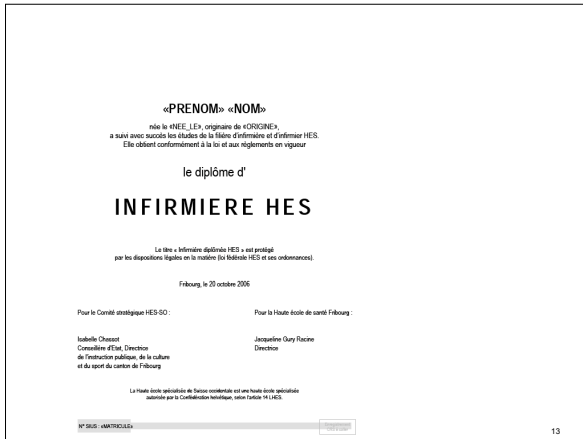 «PRENOM» «NOM»
née le «NEE_LE», originaire de «ORIGINE»,
a suivi avec succès les études de la filière d'infirmière et d'infirmier HES.
Elle obtient conformément à la loi et aux règlements en vigueur
le diplôme d'
INFIRMIERE HES
Le titre « Infirmière diplômée HES » est protégé
par les dispositions légales en la matière (loi fédérale HES et ses ordonnances).
Fribourg, le 20 octobre 2006
Pour le Comité stratégique HES-SO :
Pour la Haute école de santé Fribourg :
Isabelle Chassot
Conseillère d'Etat, Directrice
de l'instruction publique, de la culture
et du sport du canton de Fribourg
Jacqueline Gury Racine
Directrice
La Haute école spécialisée de Suisse occidentale est une haute école spécialisée
autorisée par la Confédération helvétique, selon l'article 14 LHES.
N° SIUS : «MATRICULE»
13